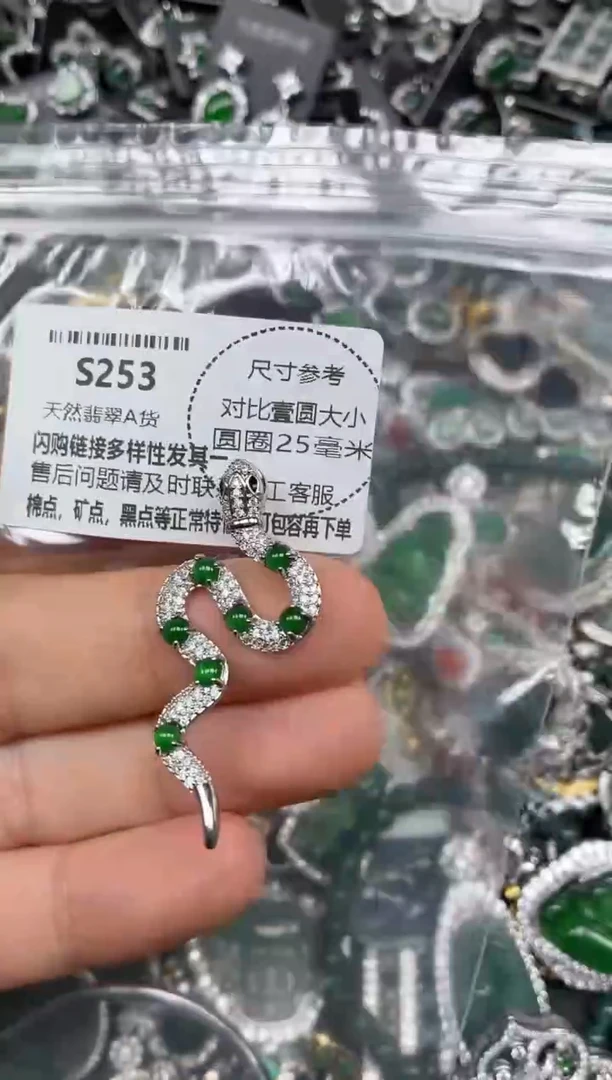 S253
天然翡翠A货
闪购链接多样性发其一
售后问题请及时联 工客服
棉点，矿点，黑点等正常特 包容再下单
尺寸参考
对比壹圆大小
圆圈25毫米